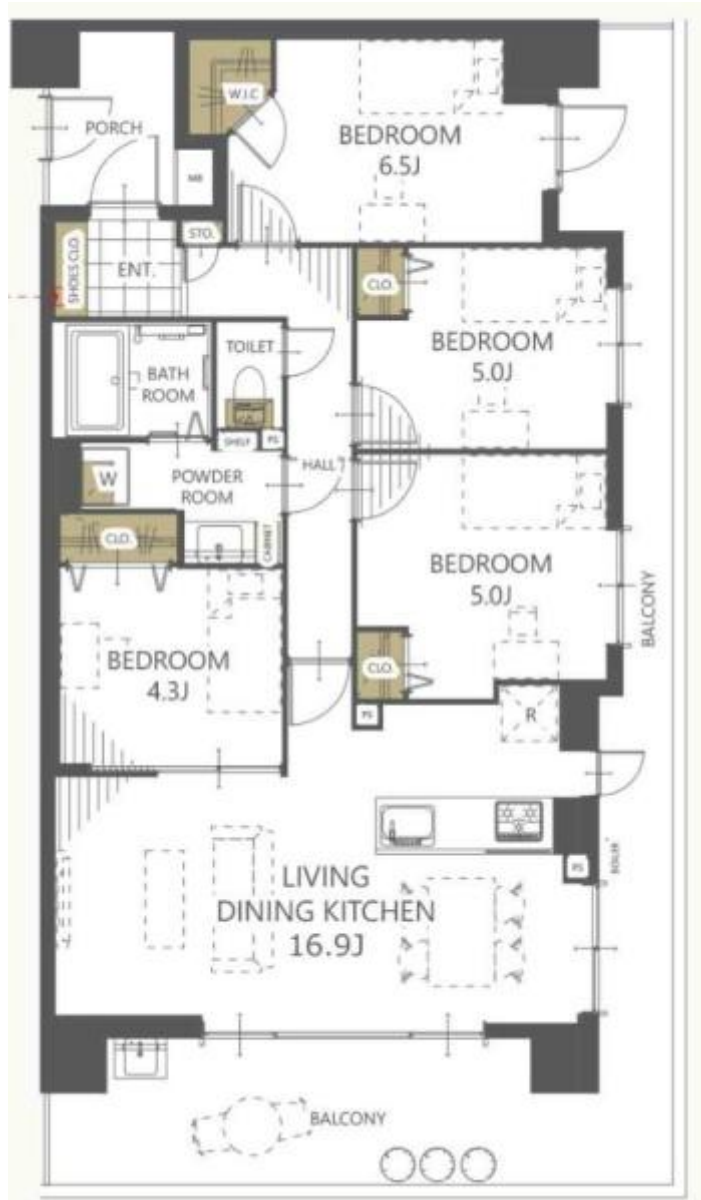 W.I.C
PORCH
BEDROOM
6.5J
MB
STO.
SHOES CLO.
ENT.
CLO.
TOILET
BEDROOM
5.0J
BATH
ROOM
SHELF
PS
HALL
W
POWDER
ROOM
CLO.
CABINET
BEDROOM
5.0J
BALCONY
BEDROOM
4.3J
CLO.
PS
R
BOILER
PS
LIVING
DINING KITCHEN
16.9J
BALCONY